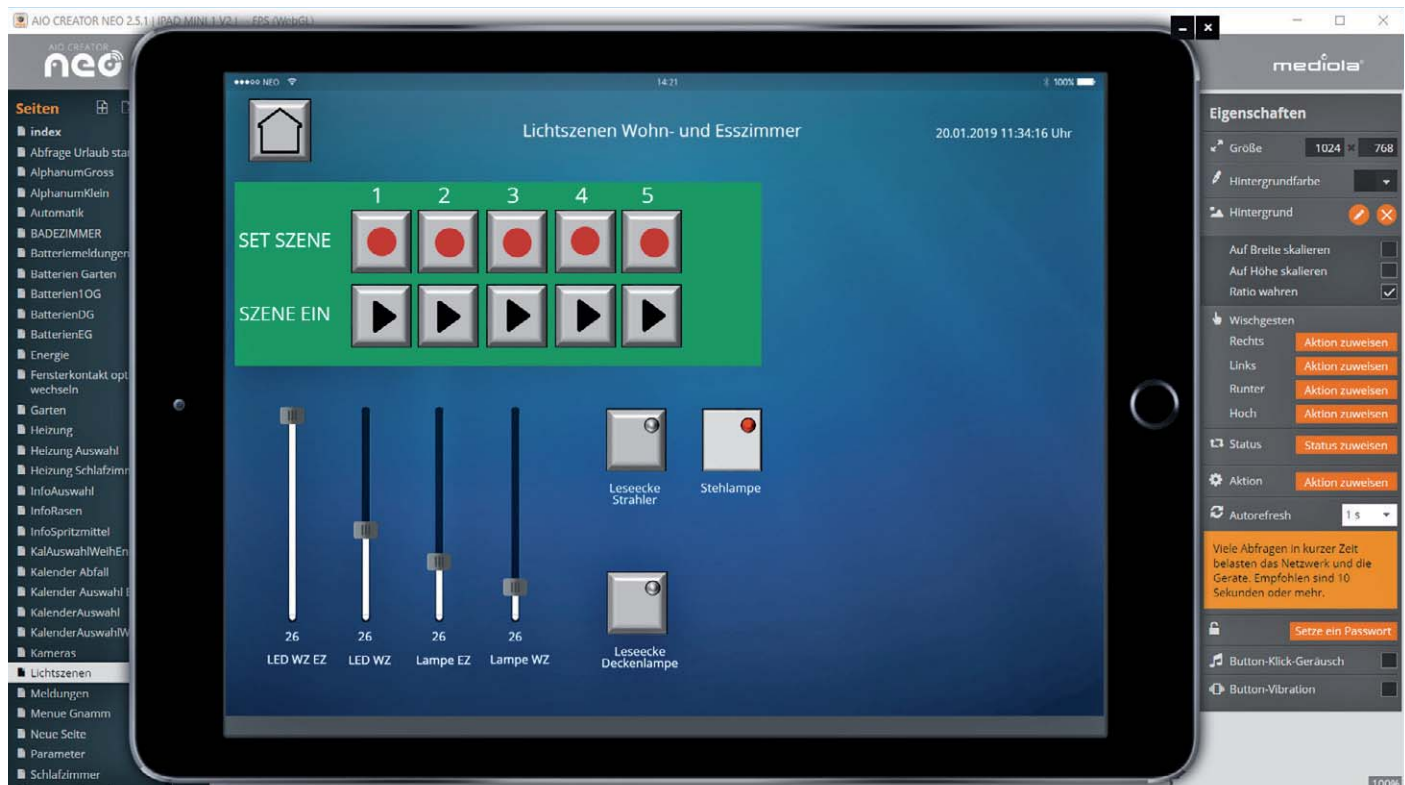 AIO CREATOR NEO 2.5.1 | IPAD MINI 1 V2 | -- FPS (WebGL)
AIO CREATOR
neo
mediola
Seiten
index
Abfrage Urlaub star
AlphanumGross
AlphanumKlein
Automatik
BADEZIMMER
Batteriemeldungen
Batterien Garten
Batterien1OG
BatterienDG
BatterienEG
Energie
Fensterkontakt opt
wechseln
Garten
Heizung
Heizung Auswahl
Heizung Schlafzimm
InfoAuswahl
InfoRasen
InfoSpritzmittel
KalAuswahlWeihEn
Kalender Abfall
Kalender Auswahl
KalenderAuswahl
KalenderAuswahlW
Kameras
Lichtszenen
Meldungen
Menue Gnamm
Neue Seite
Parameter
Schlafzimmer
NEO
14:21
100%
Lichtszenen Wohn- und Esszimmer
20.01.2019 11:34:16 Uhr
1 2 3 4 5
SET SZENE
SZENE EIN
Leseecke
Strahler
Stehlampe
26 26 26 26
LED WZ EZ LED WZ Lampe EZ Lampe WZ
Leseecke
Deckenlampe
Eigenschaften
Größe 1024 × 768
Hintergrundfarbe
Hintergrund
Auf Breite skalieren
Auf Höhe skalieren
Ratio wahren
Wischgesten
Rechts Aktion zuweisen
Links Aktion zuweisen
Runter Aktion zuweisen
Hoch Aktion zuweisen
Status Status zuweisen
Aktion Aktion zuweisen
Autorefresh 1 s
Viele Abfragen in kurzer Zeit
belasten das Netzwerk und die
Geräte. Empfohlen sind 10
Sekunden oder mehr.
Setze ein Passwort
Button-Klick-Geräusch
Button-Vibration
100%